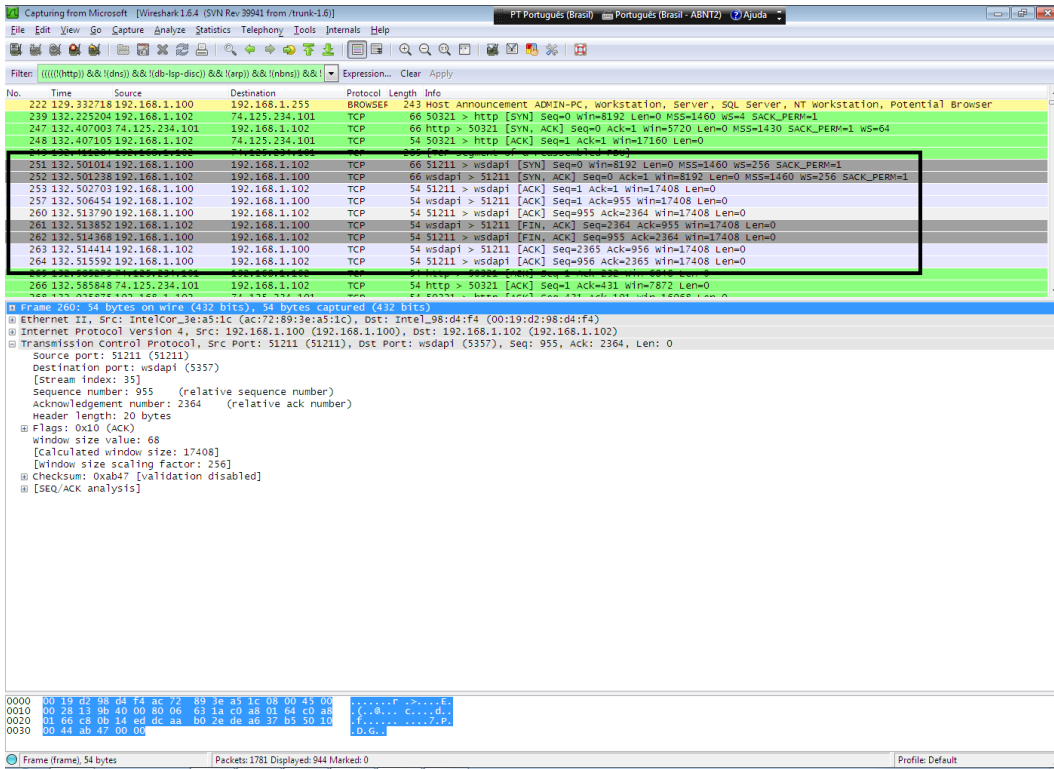 Capturing from Microsoft [Wireshark 1.6.4 (SVN Rev 39941 from /trunk-1.6)]
PT Português (Brasil) Português (Brasil - ABNT2) Ajuda
File Edit View Go Capture Analyze Statistics Telephony Tools Internals Help
Filter: (((((!(http)) && !(dns)) && !(db-lsp-disc)) && !(arp)) && !(nbns)) && ! Expression... Clear Apply
No. Time Source Destination Protocol Length Info
222 129.332718 192.168.1.100 192.168.1.255 BROWSER 243 Host Announcement ADMIN-PC, Workstation, Server, SQL Server, NT Workstation, Potential Browser
239 132.225204 192.168.1.102 74.125.234.101 TCP 66 50321 > http [SYN] Seq=0 Win=8192 Len=0 MSS=1460 WS=4 SACK_PERM=1
247 132.407003 74.125.234.101 192.168.1.102 TCP 66 http > 50321 [SYN, ACK] Seq=0 Ack=1 Win=5720 Len=0 MSS=1430 SACK_PERM=1 WS=64
248 132.407105 192.168.1.102 74.125.234.101 TCP 54 50321 > http [ACK] Seq=1 Ack=1 Win=17160 Len=0
251 132.501014 192.168.1.100 192.168.1.102 TCP 66 51211 > wsdapi [SYN] Seq=0 Win=8192 Len=0 MSS=1460 WS=256 SACK_PERM=1
252 132.501238 192.168.1.102 192.168.1.100 TCP 66 wsdapi > 51211 [SYN, ACK] Seq=0 Ack=1 Win=8192 Len=0 MSS=1460 WS=256 SACK_PERM=1
253 132.502703 192.168.1.100 192.168.1.102 TCP 54 51211 > wsdapi [ACK] Seq=1 Ack=1 Win=17408 Len=0
257 132.506454 192.168.1.102 192.168.1.100 TCP 54 wsdapi > 51211 [ACK] Seq=1 Ack=955 Win=17408 Len=0
260 132.513790 192.168.1.100 192.168.1.102 TCP 54 51211 > wsdapi [ACK] Seq=955 Ack=2364 Win=17408 Len=0
261 132.513852 192.168.1.102 192.168.1.100 TCP 54 wsdapi > 51211 [FIN, ACK] Seq=2364 Ack=955 Win=17408 Len=0
262 132.514368 192.168.1.100 192.168.1.102 TCP 54 51211 > wsdapi [FIN, ACK] Seq=955 Ack=2364 Win=17408 Len=0
263 132.514414 192.168.1.102 192.168.1.100 TCP 54 wsdapi > 51211 [ACK] Seq=2365 Ack=956 Win=17408 Len=0
264 132.515592 192.168.1.100 192.168.1.102 TCP 54 51211 > wsdapi [ACK] Seq=956 Ack=2365 Win=17408 Len=0
266 132.585848 74.125.234.101 192.168.1.102 TCP 54 http > 50321 [ACK] Seq=1 Ack=431 Win=7872 Len=0
Frame 260: 54 bytes on wire (432 bits), 54 bytes captured (432 bits)
Ethernet II, Src: IntelCor_3e:a5:1c (ac:72:89:3e:a5:1c), Dst: Intel_98:d4:f4 (00:19:d2:98:d4:f4)
Internet Protocol Version 4, Src: 192.168.1.100 (192.168.1.100), Dst: 192.168.1.102 (192.168.1.102)
Transmission Control Protocol, Src Port: 51211 (51211), Dst Port: wsdapi (5357), Seq: 955, Ack: 2364, Len: 0
Source port: 51211 (51211)
Destination port: wsdapi (5357)
[Stream index: 35]
Sequence number: 955 (relative sequence number)
Acknowledgement number: 2364 (relative ack number)
Header length: 20 bytes
Flags: 0x10 (ACK)
Window size value: 68
[Calculated window size: 17408]
[Window size scaling factor: 256]
Checksum: 0xab47 [validation disabled]
[SEQ/ACK analysis]
0000 00 19 d2 98 d4 f4 ac 72 89 3e a5 1c 08 00 45 00 .......r .>....E.
0010 00 28 13 9b 40 00 80 06 63 1a c0 a8 01 64 c0 a8 .(..@... c....d..
0020 01 66 c8 0b 14 ed dc aa b0 2e de a6 37 b5 50 10 .f...... ....7.P.
0030 00 44 ab 47 00 00 .D.G..
Frame (frame), 54 bytes Packets: 1781 Displayed: 944 Marked: 0 Profile: Default